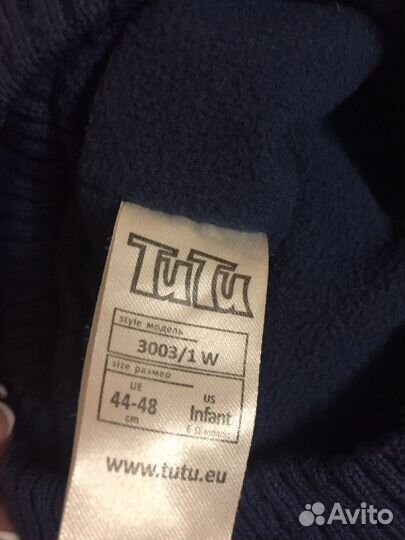 TuTu
style модель
3003/1 W
size размер
UE US
44-48 Infant
cm
www.tutu.eu
Avito